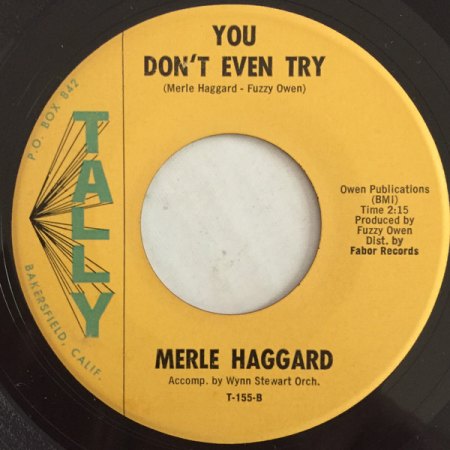 YOU
DON'T EVEN TRY
(Merle Haggard - Fuzzy Owen)
P.O. BOX 842
TALLY
BAKERSFIELD, CALIF.
Owen Publications
(BMI)
Time 2:15
Produced by
Fuzzy Owen
Dist. by
Fabor Records
MERLE HAGGARD
Accomp. by Wynn Stewart Orch.
T-155-B